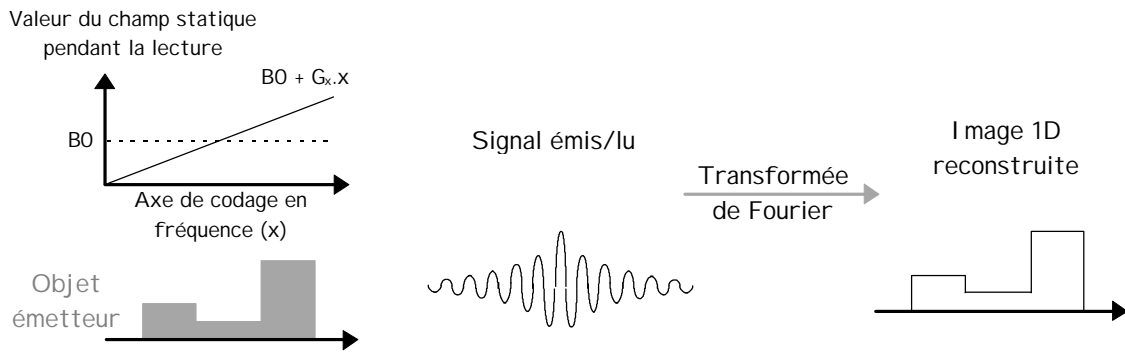 Valeur du champ statique
pendant la lecture
B0 + Gx.x
B0
Axe de codage en
fréquence (x)
Objet
émetteur
Signal émis/lu
Transformée
de Fourier
Image 1D
reconstruite